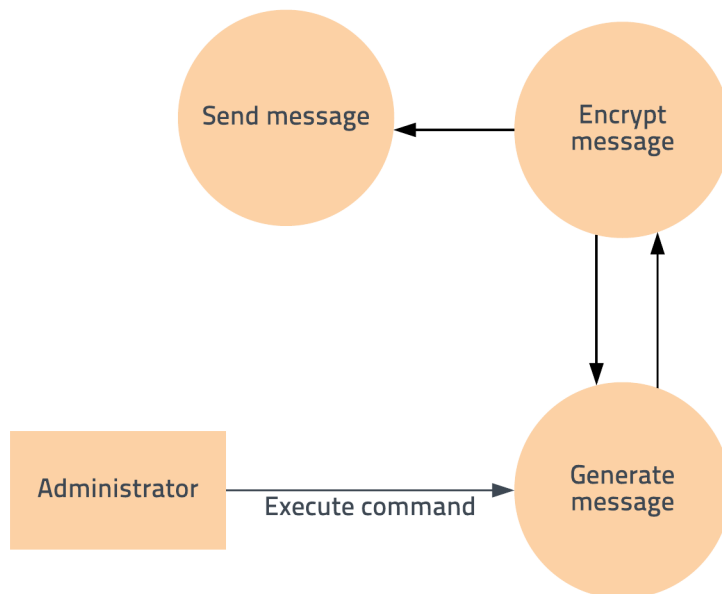 Send message
Encrypt
message
Administrator
Execute command
Generate
message